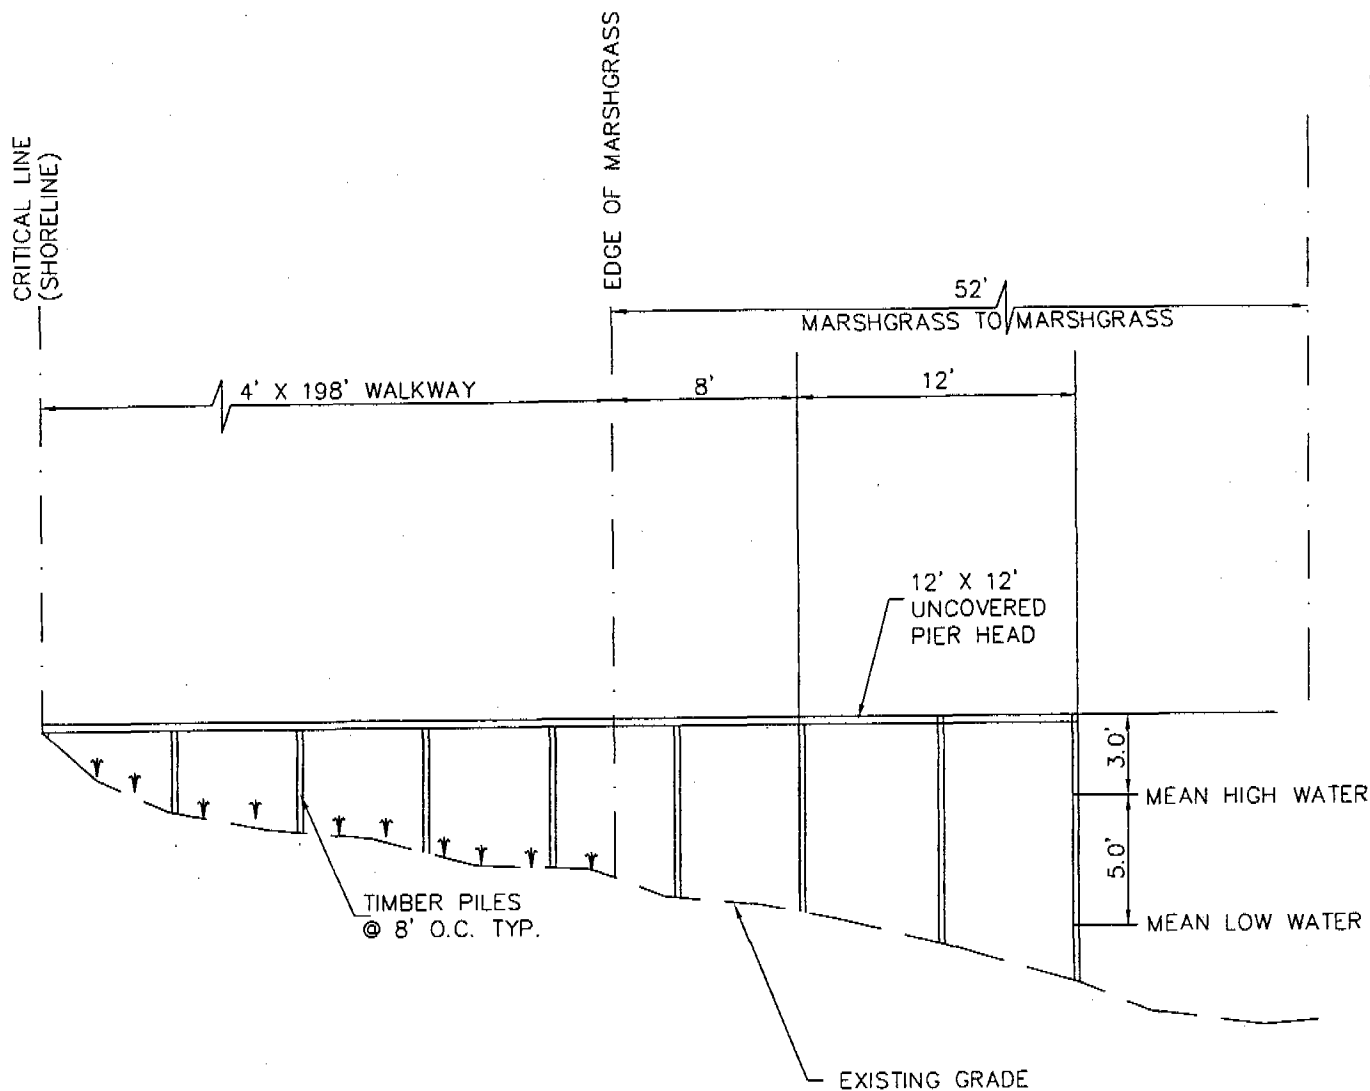 CRITICAL LINE
(SHORELINE)
EDGE OF MARSHGRASS
52'
MARSHGRASS TO MARSHGRASS
4' X 198' WALKWAY
8'
12'
12' X 12'
UNCOVERED
PIER HEAD
3.0'
MEAN HIGH WATER
5.0'
MEAN LOW WATER
TIMBER PILES
@ 8' O.C. TYP.
EXISTING GRADE